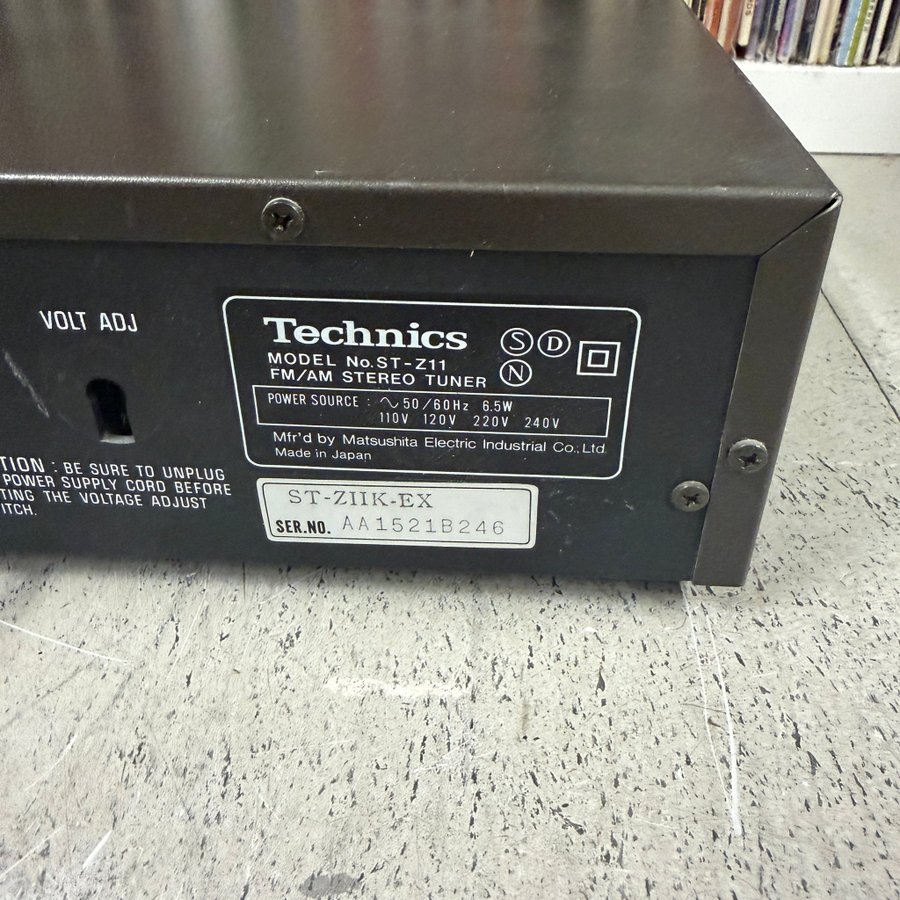 VOLT ADJ
Technics
MODEL No.ST-Z11
FM/AM STEREO TUNER
S D
N
POWER SOURCE : ∿ 50/60Hz 6.5W
110V 120V 220V 240V
Mfr'd by Matsushita Electric Industrial Co., Ltd.
Made in Japan
TION : BE SURE TO UNPLUG
POWER SUPPLY CORD BEFORE
TING THE VOLTAGE ADJUST
ITCH.
ST-Z11K-EX
SER.NO. AA1521B246